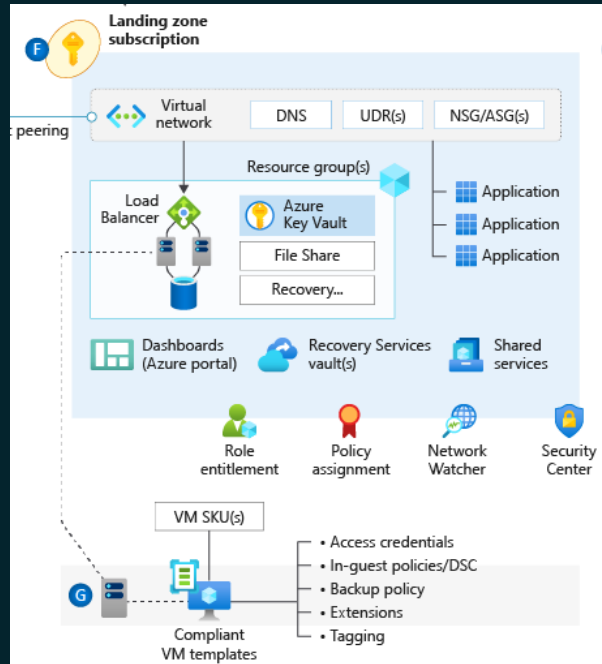 Landing zone
subscription
F
Virtual
network
DNS
UDR(s)
NSG/ASG(s)
peering
Resource group(s)
Load
Balancer
Azure
Key Vault
File Share
Recovery...
Application
Application
Application
Dashboards
(Azure portal)
Recovery Services
vault(s)
Shared
services
Role
entitlement
Policy
assignment
Network
Watcher
Security
Center
VM SKU(s)
• Access credentials
• In-guest policies/DSC
• Backup policy
• Extensions
• Tagging
G
Compliant
VM templates